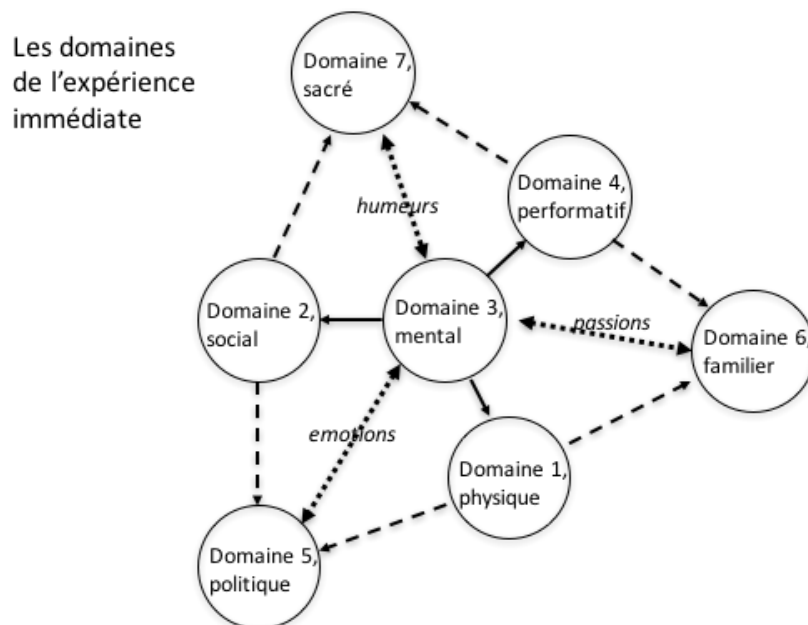 Les domaines
de l’expérience
immédiate
Domaine 7,
sacré
humeurs
Domaine 4,
performatif
Domaine 2,
social
Domaine 3,
mental
passions
Domaine 6,
familier
emotions
Domaine 1,
physique
Domaine 5,
politique